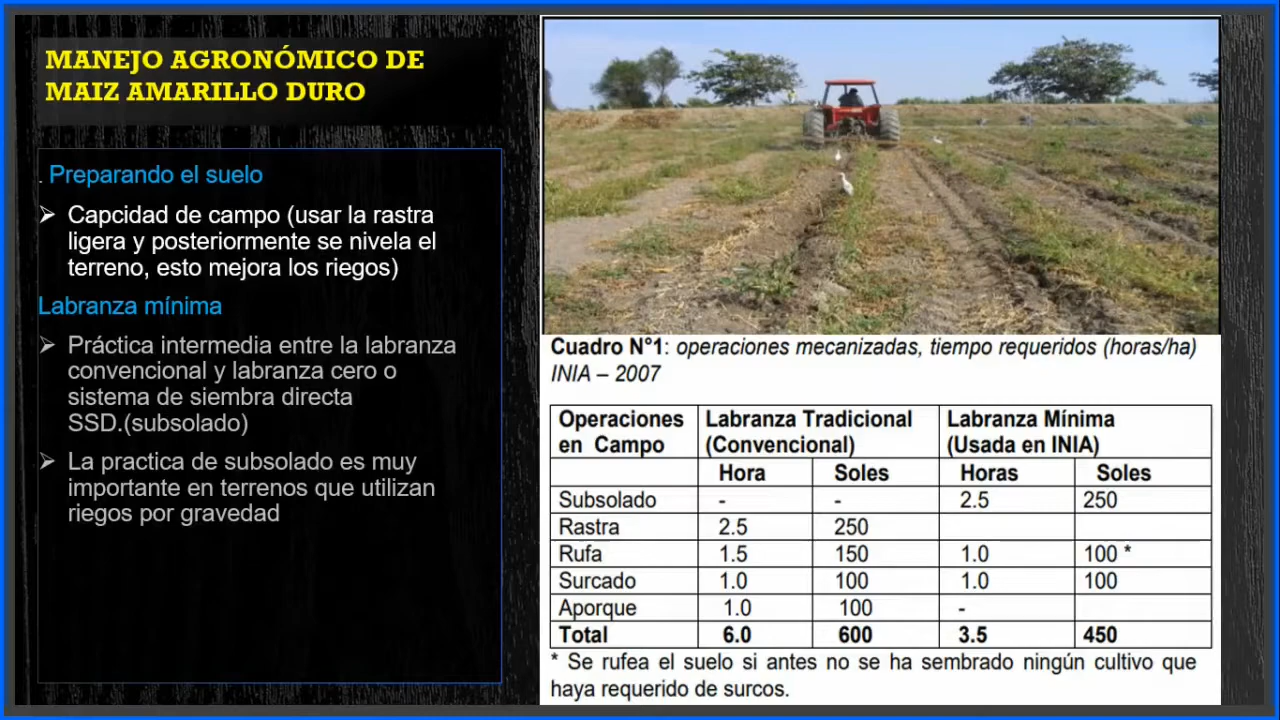 MANEJO AGRONÓMICO DE
MAIZ AMARILLO DURO
. Preparando el suelo
➢ Capcidad de campo (usar la rastra
ligera y posteriormente se nivela el
terreno, esto mejora los riegos)
Labranza mínima
➢ Práctica intermedia entre la labranza
convencional y labranza cero o
sistema de siembra directa
SSD.(subsolado)
➢ La practica de subsolado es muy
importante en terrenos que utilizan
riegos por gravedad
Cuadro N°1: operaciones mecanizadas, tiempo requeridos (horas/ha)
INIA – 2007
Operaciones en Campo | Labranza Tradicional (Convencional) | Labranza Mínima (Usada en INIA)
Hora | Soles | Horas | Soles
Subsolado | - | - | 2.5 | 250
Rastra | 2.5 | 250
Rufa | 1.5 | 150 | 1.0 | 100 *
Surcado | 1.0 | 100 | 1.0 | 100
Aporque | 1.0 | 100 | -
Total | 6.0 | 600 | 3.5 | 450
* Se rufea el suelo si antes no se ha sembrado ningún cultivo que
haya requerido de surcos.